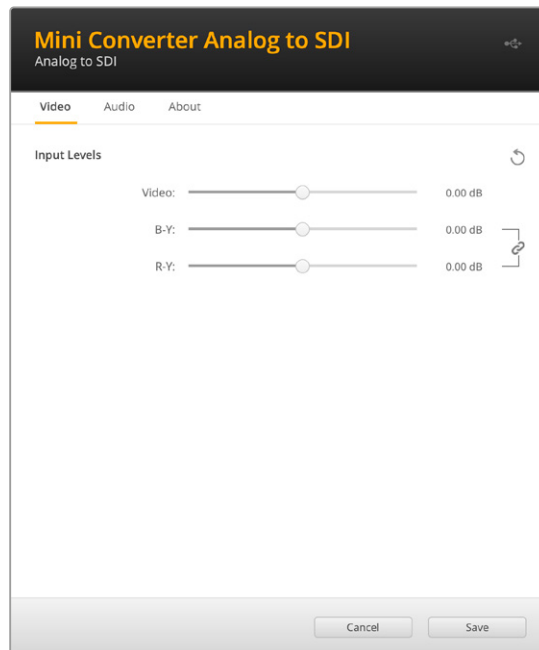 Mini Converter Analog to SDI
Analog to SDI
Video Audio About
Input Levels
Video: 0.00 dB
B-Y: 0.00 dB
R-Y: 0.00 dB
Cancel Save